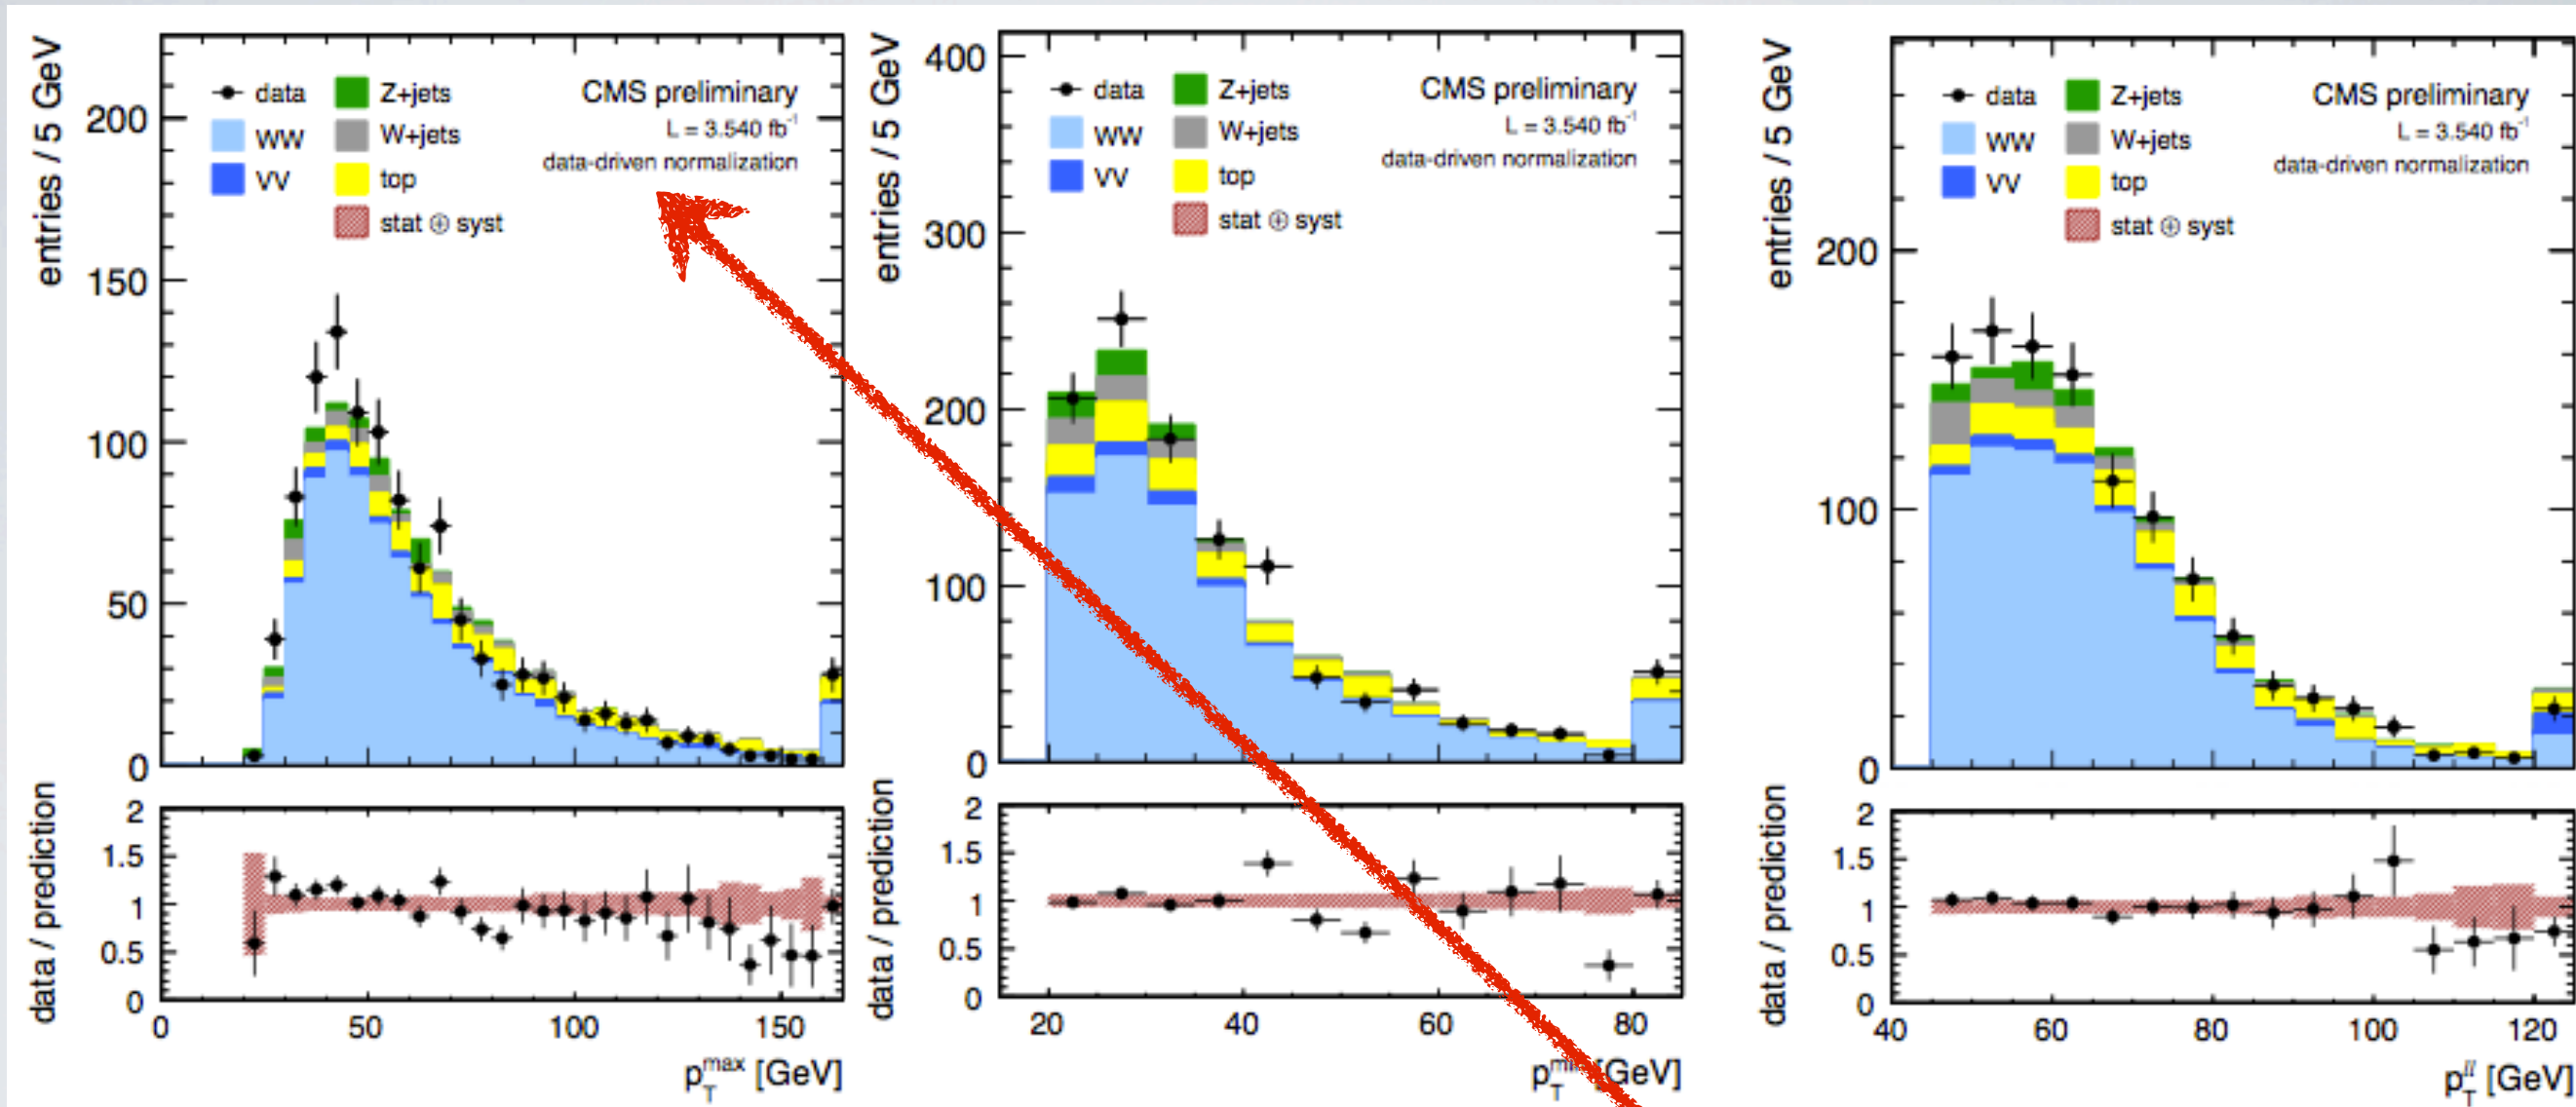 entries / 5 GeV
200
150
100
50
0
data
WW
VV
Z+jets
W+jets
top
stat ⊕ syst
CMS preliminary
L = 3.540 fb⁻¹
data-driven normalization
data / prediction
2
1.5
1
0.5
0
0 50 100 150
p_T^max [GeV]
entries / 5 GeV
400
300
200
100
0
data
WW
VV
Z+jets
W+jets
top
stat ⊕ syst
CMS preliminary
L = 3.540 fb⁻¹
data-driven normalization
data / prediction
2
1.5
1
0.5
0
20 40 60 80
p_T^min [GeV]
entries / 5 GeV
200
100
0
data
WW
VV
Z+jets
W+jets
top
stat ⊕ syst
CMS preliminary
L = 3.540 fb⁻¹
data-driven normalization
data / prediction
2
1.5
1
0.5
0
40 60 80 100 120
p_T^ll [GeV]